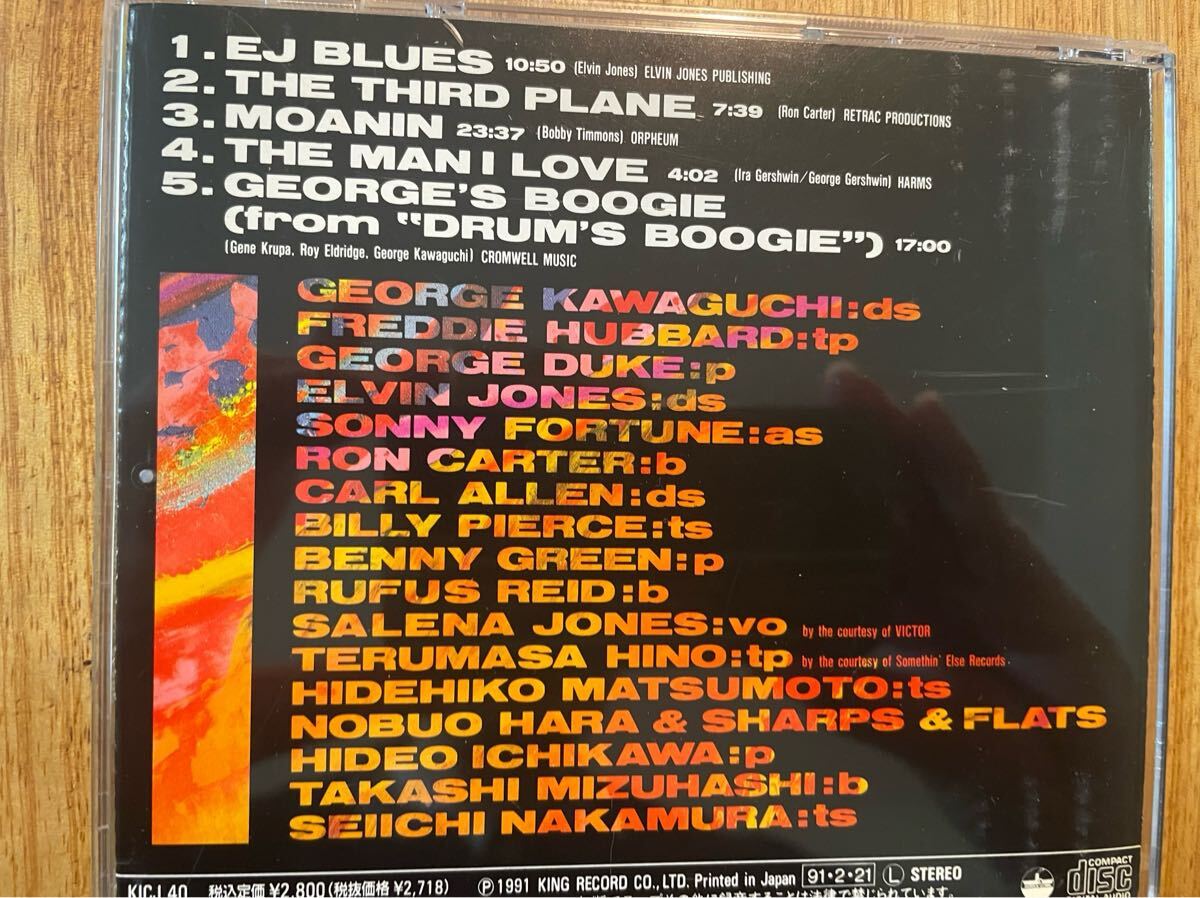 1. EJ BLUES 10:50 (Elvin Jones) ELVIN JONES PUBLISHING
2. THE THIRD PLANE 7:39 (Ron Carter) RETRAC PRODUCTIONS
3. MOANIN 23:37 (Bobby Timmons) ORPHEUM
4. THE MAN I LOVE 4:02 (Ira Gershwin/George Gershwin) HARMS
5. GEORGE'S BOOGIE
(from "DRUM'S BOOGIE") 17:00
(Gene Krupa, Roy Eldridge, George Kawaguchi) CROMWELL MUSIC
GEORGE KAWAGUCHI:ds
FREDDIE HUBBARD:tp
GEORGE DUKE:p
ELVIN JONES:ds
SONNY FORTUNE:as
RON CARTER:b
CARL ALLEN:ds
BILLY PIERCE:ts
BENNY GREEN:p
RUFUS REID:b
SALENA JONES:vo by the courtesy of VICTOR
TERUMASA HINO:tp by the courtesy of Somethin' Else Records
HIDEHIKO MATSUMOTO:ts
NOBUO HARA & SHARPS & FLATS
HIDEO ICHIKAWA:p
TAKASHI MIZUHASHI:b
SEIICHI NAKAMURA:ts
KICJ 40 税込定価¥2,800(税抜価格¥2,718) Ⓟ1991 KING RECORD CO., LTD. Printed in Japan 91・2・21 Ⓛ STEREO
COMPACT
disc